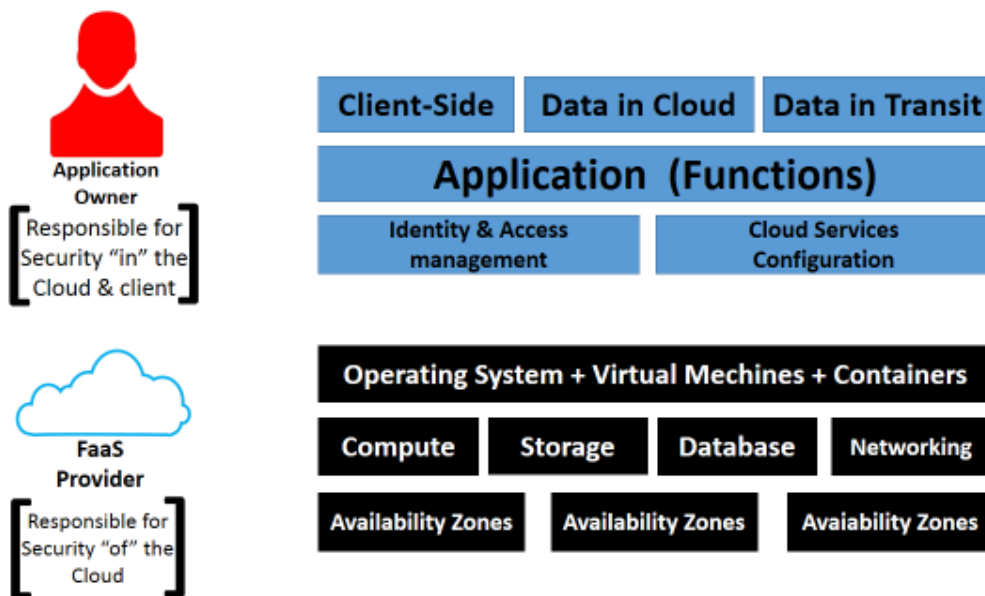 Application
Owner
Responsible for
Security “in” the
Cloud & client
Client-Side
Data in Cloud
Data in Transit
Application (Functions)
Identity & Access
management
Cloud Services
Configuration
FaaS
Provider
Responsible for
Security “of” the
Cloud
Operating System + Virtual Mechines + Containers
Compute
Storage
Database
Networking
Availability Zones
Availability Zones
Avaiability Zones